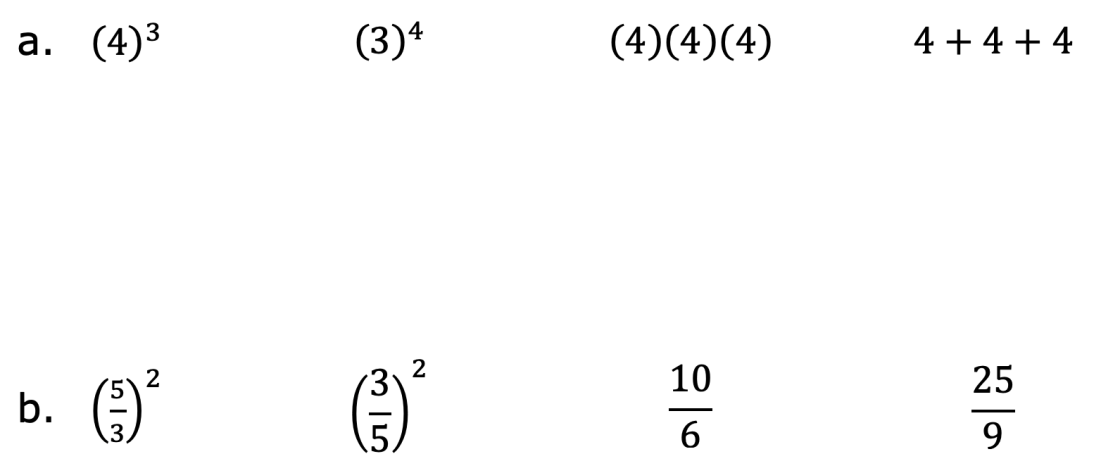 a. (4)³ (3)⁴ (4)(4)(4) 4 + 4 + 4
b. (5/3)² (3/5)² 10/6 25/9